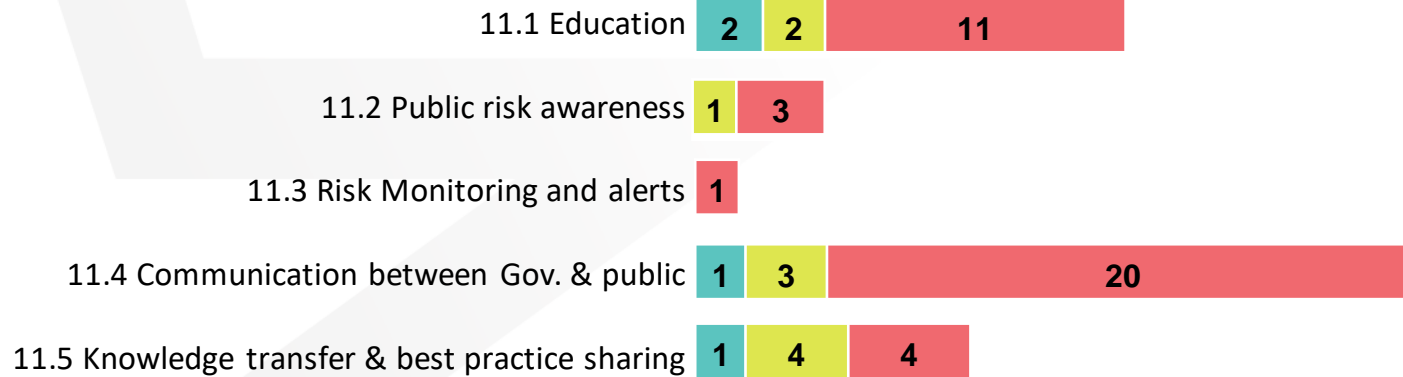 11.1 Education 2 2 11
11.2 Public risk awareness 1 3
11.3 Risk Monitoring and alerts 1
11.4 Communication between Gov. & public 1 3 20
11.5 Knowledge transfer & best practice sharing 1 4 4